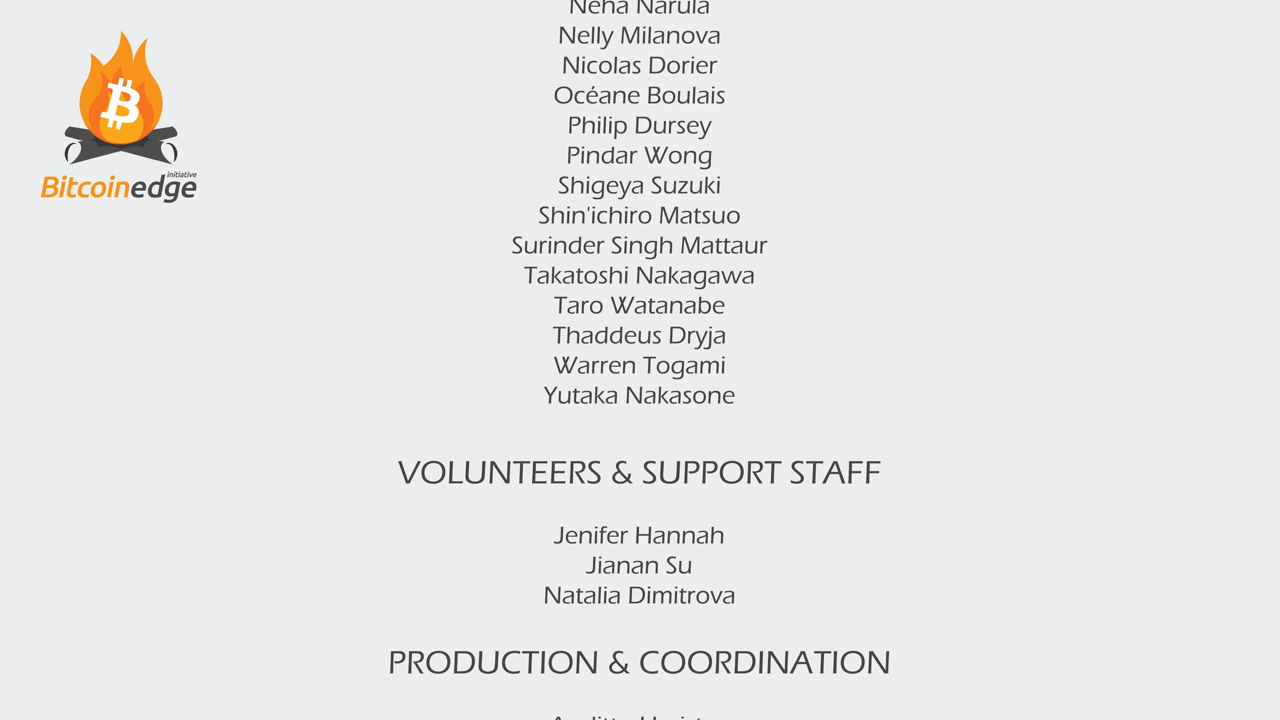 Neha Narula
Nelly Milanova
Nicolas Dorier
Océane Boulais
Philip Dursey
Pindar Wong
Shigeya Suzuki
Shin'ichiro Matsuo
Surinder Singh Mattaur
Takatoshi Nakagawa
Taro Watanabe
Thaddeus Dryja
Warren Togami
Yutaka Nakasone
initiative
Bitcoinedge
VOLUNTEERS & SUPPORT STAFF
Jenifer Hannah
Jianan Su
Natalia Dimitrova
PRODUCTION & COORDINATION